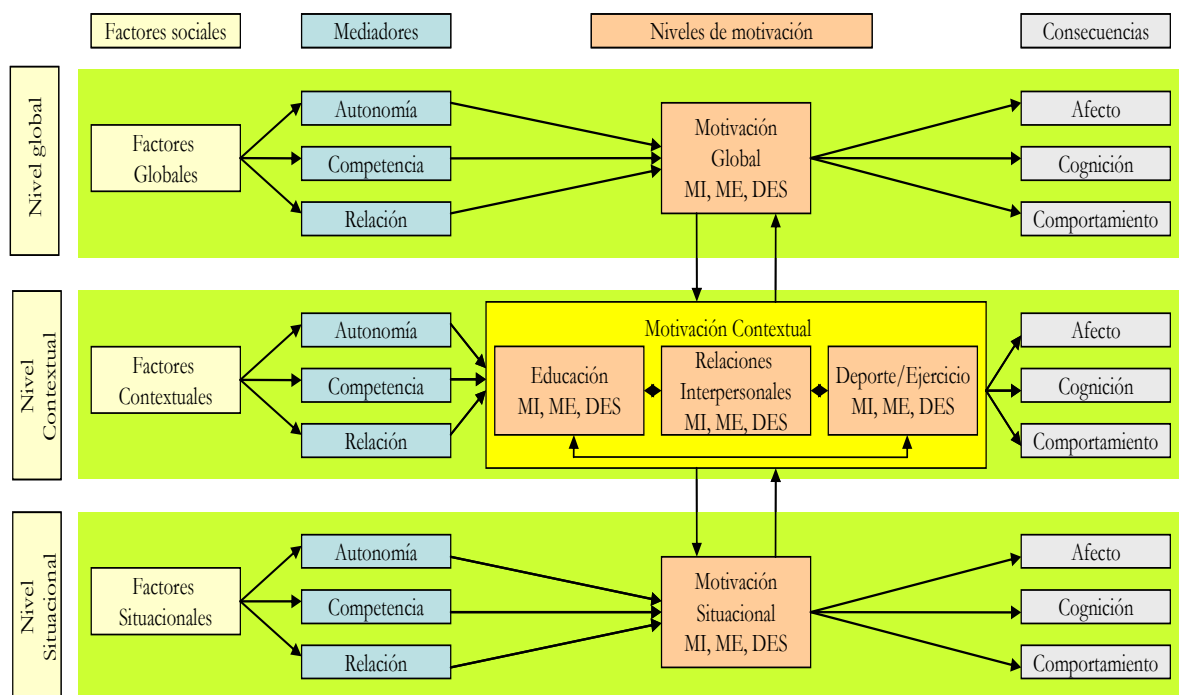 Factores sociales
Mediadores
Niveles de motivación
Consecuencias
Nivel global
Factores
Globales
Autonomía
Competencia
Relación
Motivación
Global
MI, ME, DES
Afecto
Cognición
Comportamiento
Nivel
Contextual
Factores
Contextuales
Autonomía
Competencia
Relación
Motivación Contextual
Educación
MI, ME, DES
Relaciones
Interpersonales
MI, ME, DES
Deporte/Ejercicio
MI, ME, DES
Afecto
Cognición
Comportamiento
Nivel
Situacional
Factores
Situacionales
Autonomía
Competencia
Relación
Motivación
Situacional
MI, ME, DES
Afecto
Cognición
Comportamiento